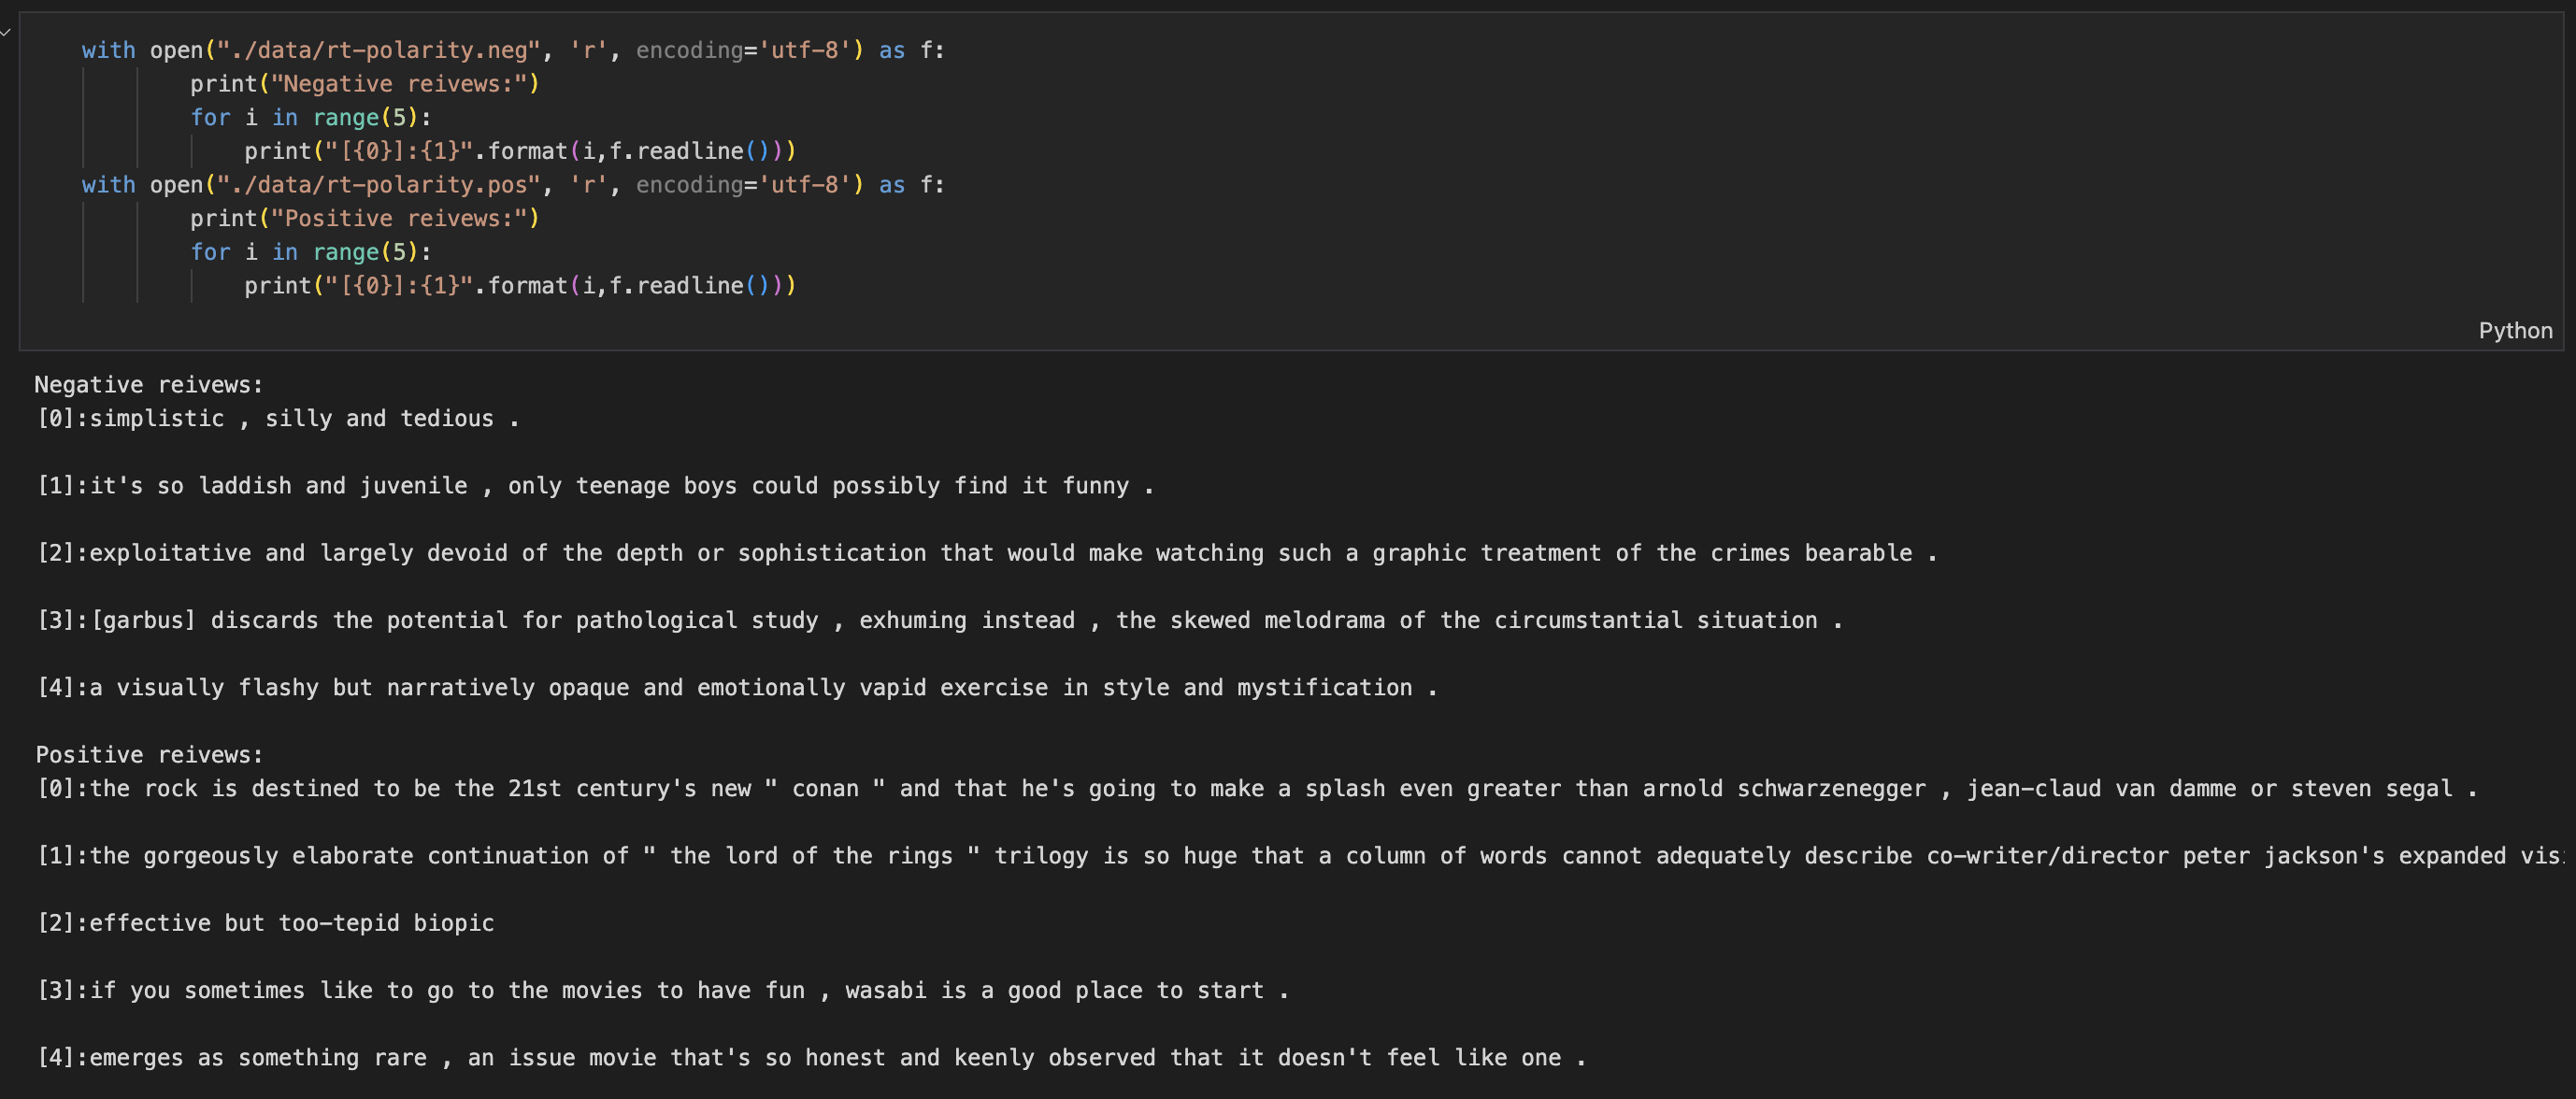 with open("./data/rt-polarity.neg", 'r', encoding='utf-8') as f:
print("Negative reivews:")
for i in range(5):
print("[{0}]:{1}".format(i,f.readline()))
with open("./data/rt-polarity.pos", 'r', encoding='utf-8') as f:
print("Positive reivews:")
for i in range(5):
print("[{0}]:{1}".format(i,f.readline()))
Python
Negative reivews:
[0]:simplistic , silly and tedious .
[1]:it's so laddish and juvenile , only teenage boys could possibly find it funny .
[2]:exploitative and largely devoid of the depth or sophistication that would make watching such a graphic treatment of the crimes bearable .
[3]:[garbus] discards the potential for pathological study , exhuming instead , the skewed melodrama of the circumstantial situation .
[4]:a visually flashy but narratively opaque and emotionally vapid exercise in style and mystification .
Positive reivews:
[0]:the rock is destined to be the 21st century's new " conan " and that he's going to make a splash even greater than arnold schwarzenegger , jean-claud van damme or steven segal .
[1]:the gorgeously elaborate continuation of " the lord of the rings " trilogy is so huge that a column of words cannot adequately describe co-writer/director peter jackson's expanded
[2]:effective but too-tepid biopic
[3]:if you sometimes like to go to the movies to have fun , wasabi is a good place to start .
[4]:emerges as something rare , an issue movie that's so honest and keenly observed that it doesn't feel like one .